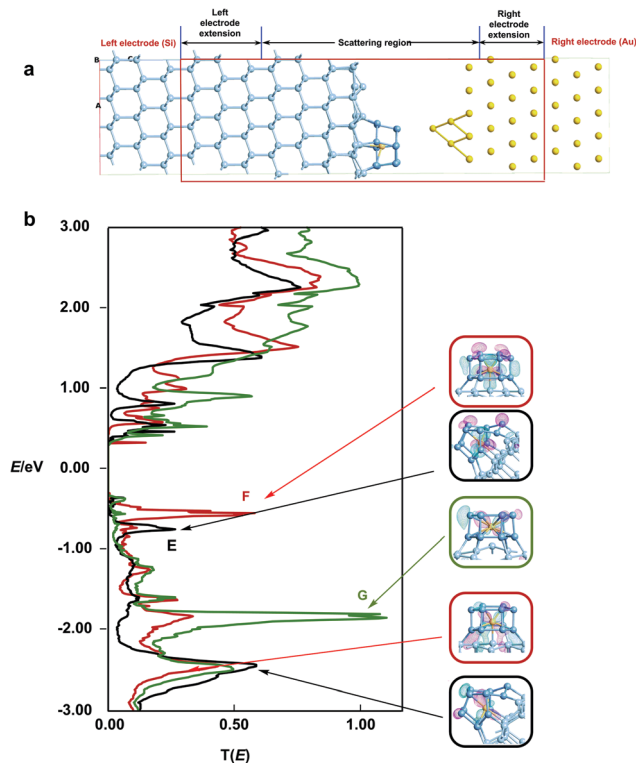 Left
electrode
extension
Right
electrode
extension
Left electrode (Si)
Scattering region
Right electrode (Au)
a
B
C
A
b
3.00
2.00
1.00
E/eV
0.00
F
E
-1.00
G
-2.00
-3.00
0.00
0.50
1.00
T(E)